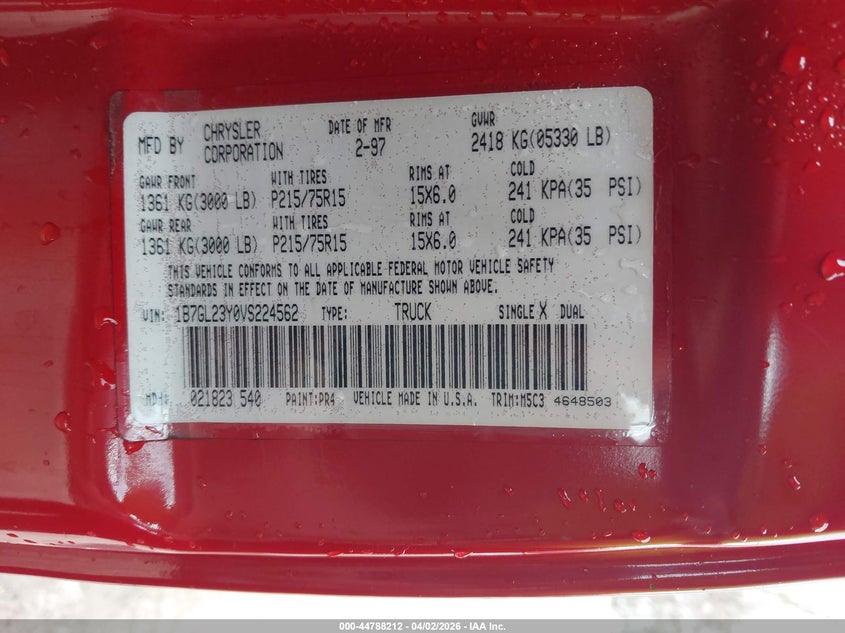 MFD BY CHRYSLER CORPORATION DATE OF MFR 2-97 GVWR 2418 KG(05330 LB)
GAWR FRONT WITH TIRES RIMS AT COLD
1361 KG(3000 LB) P215/75R15 15X6.0 241 KPA(35 PSI)
GAWR REAR WITH TIRES RIMS AT COLD
1361 KG(3000 LB) P215/75R15 15X6.0 241 KPA(35 PSI)
THIS VEHICLE CONFORMS TO ALL APPLICABLE FEDERAL MOTOR VEHICLE SAFETY
STANDARDS IN EFFECT ON THE DATE OF MANUFACTURE SHOWN ABOVE.
VIN: 1B7GL23Y0VS224562 TYPE: TRUCK SINGLE X DUAL
MDH: 021823 540 PAINT:PR4 VEHICLE MADE IN U.S.A. TRIM:M5C3 4648503
000-44788212 - 04/02/2026 - IAA Inc.